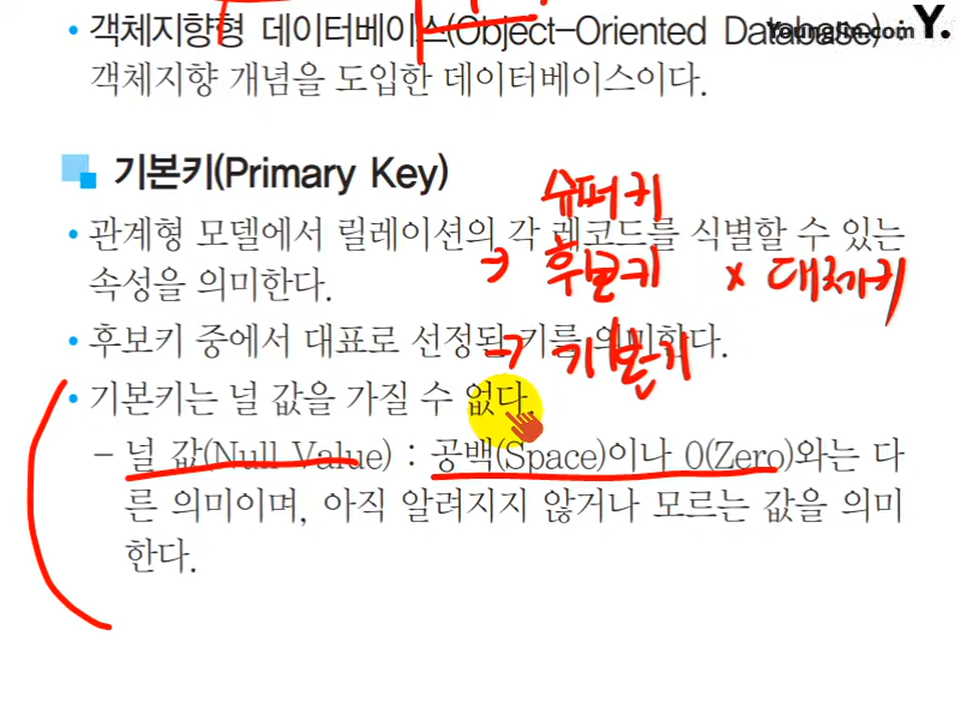 • 객체지향형 데이터베이스(Object-Oriented Database) :
Youngjin.com Y.
객체지향 개념을 도입한 데이터베이스이다.
기본키(Primary Key)
슈퍼키
• 관계형 모델에서 릴레이션의 각 레코드를 식별할 수 있는
→ 후보키 × 대체키
속성을 의미한다.
• 후보키 중에서 대표로 선정된 키를 의미한다.
→ 기본키
• 기본키는 널 값을 가질 수 없다.
– 널 값(Null Value) : 공백(Space)이나 0(Zero)와는 다
른 의미이며, 아직 알려지지 않거나 모르는 값을 의미
한다.